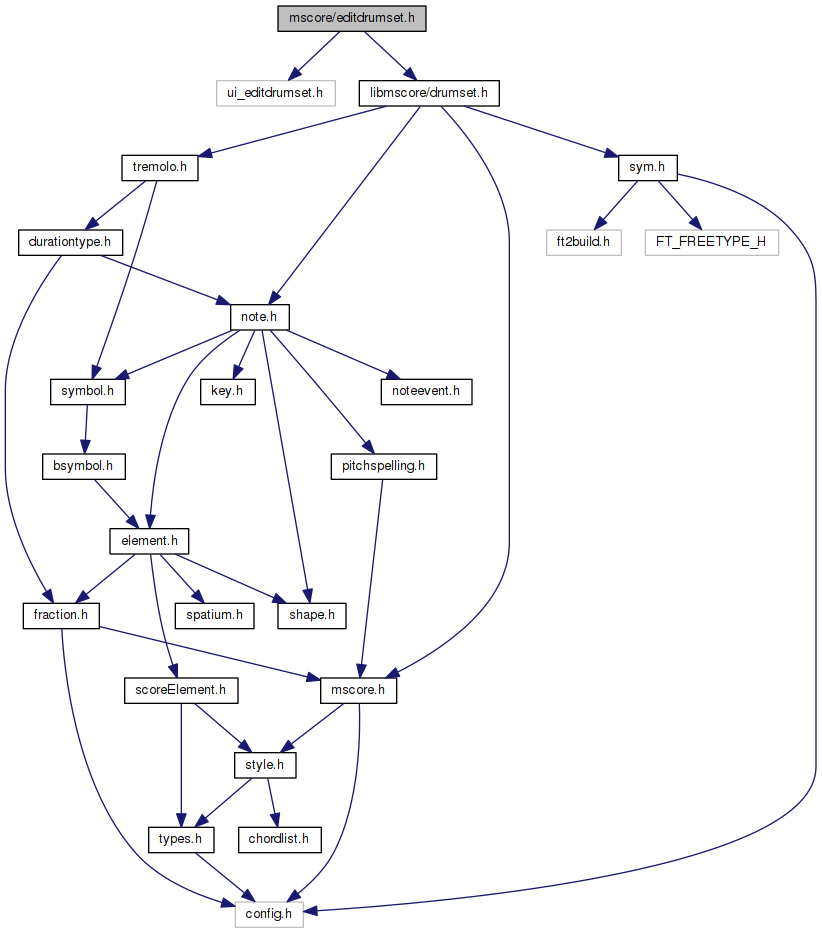 mscore/editdrumset.h
ui_editdrumset.h
libmscore/drumset.h
tremolo.h
sym.h
durationtype.h
ft2build.h
FT_FREETYPE_H
note.h
symbol.h
key.h
noteevent.h
bsymbol.h
pitchspelling.h
element.h
fraction.h
spatium.h
shape.h
scoreElement.h
mscore.h
style.h
types.h
chordlist.h
config.h